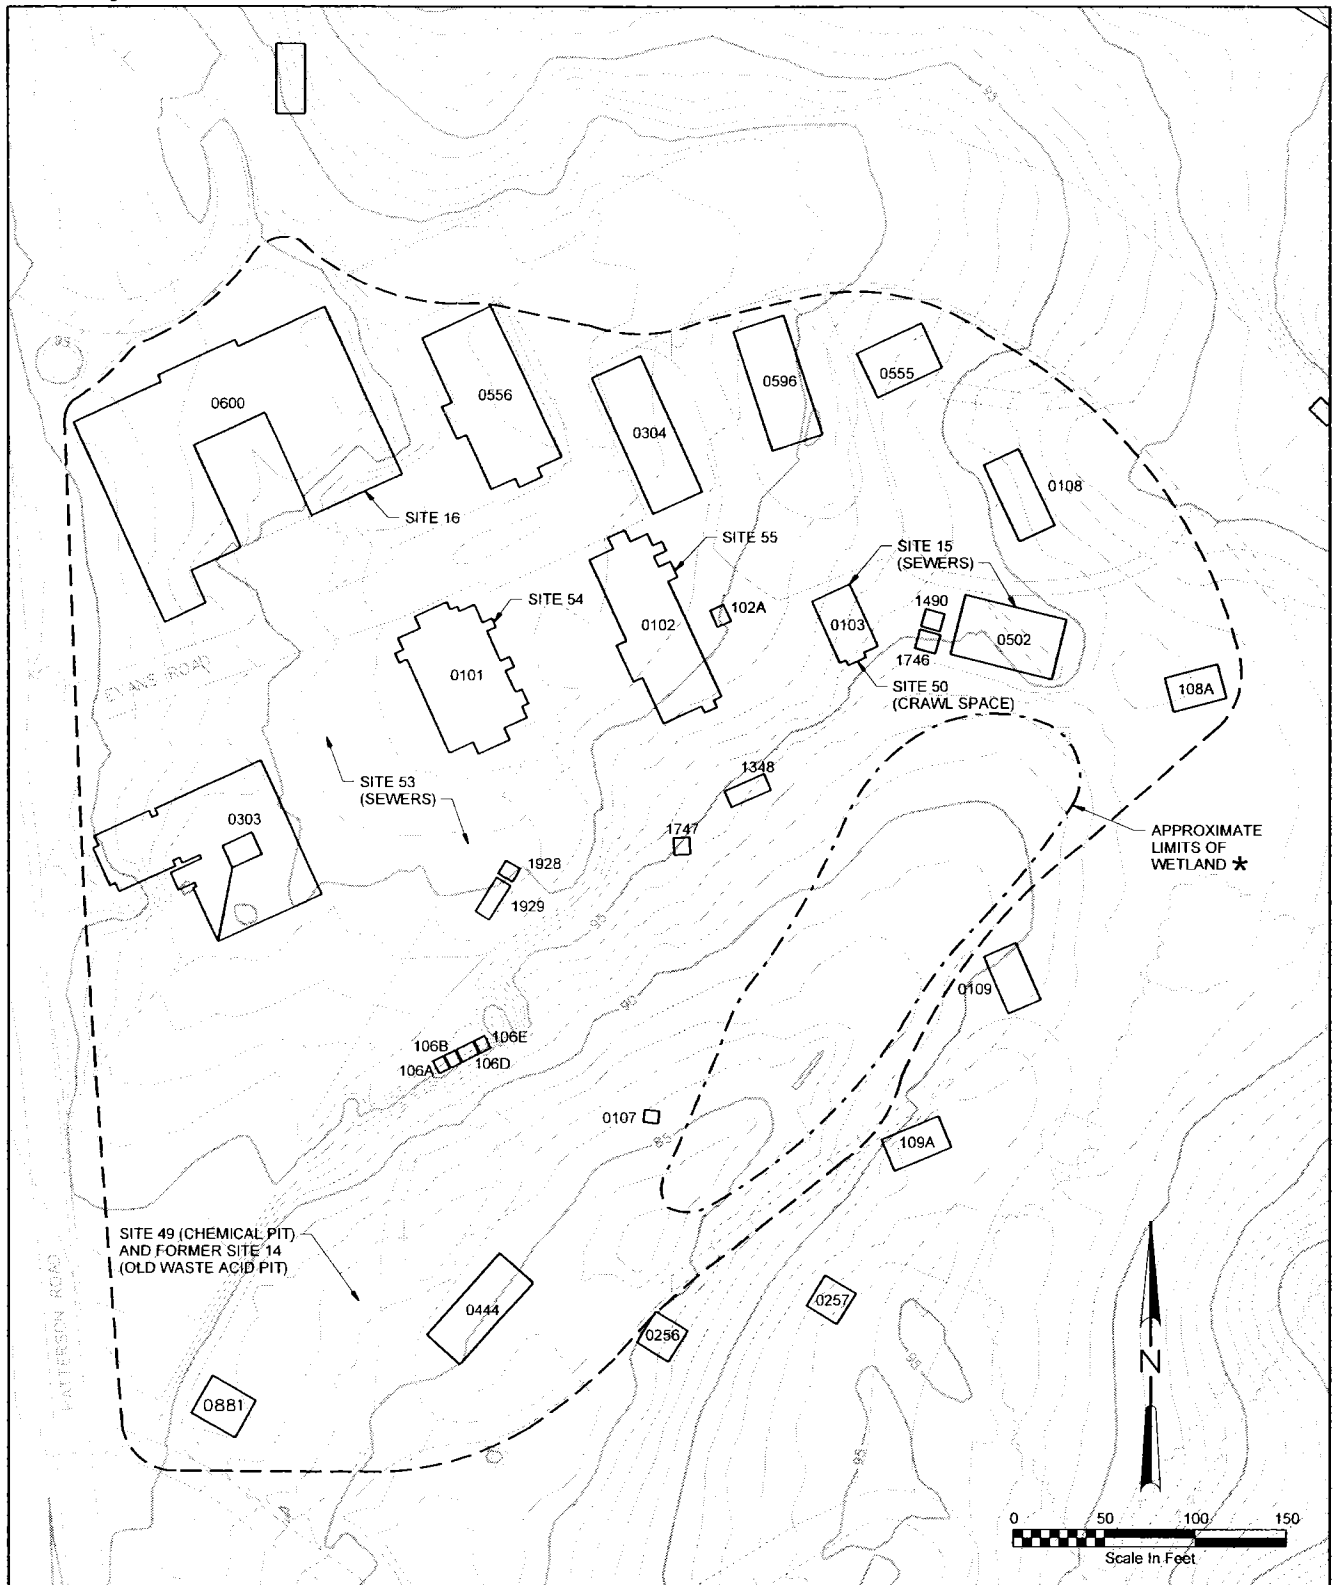 95
95
0600
0556
0304
0596
0555
0108
SITE 16
SITE 55
SITE 15
(SEWERS)
SITE 54
102A
0102
0103
1490
0502
1746
0101
EVANS ROAD
SITE 50
(CRAWL SPACE)
108A
SITE 53
(SEWERS)
1348
0303
1747
APPROXIMATE
LIMITS OF
WETLAND *
1928
1929
95
90
0109
106B
106E
106A
106D
0107
85
109A
SITE 49 (CHEMICAL PIT)
AND FORMER SITE 14
(OLD WASTE ACID PIT)
PATTERSON ROAD
0444
0257
0256
90
0881
95
N
0 50 100 150
Scale In Feet